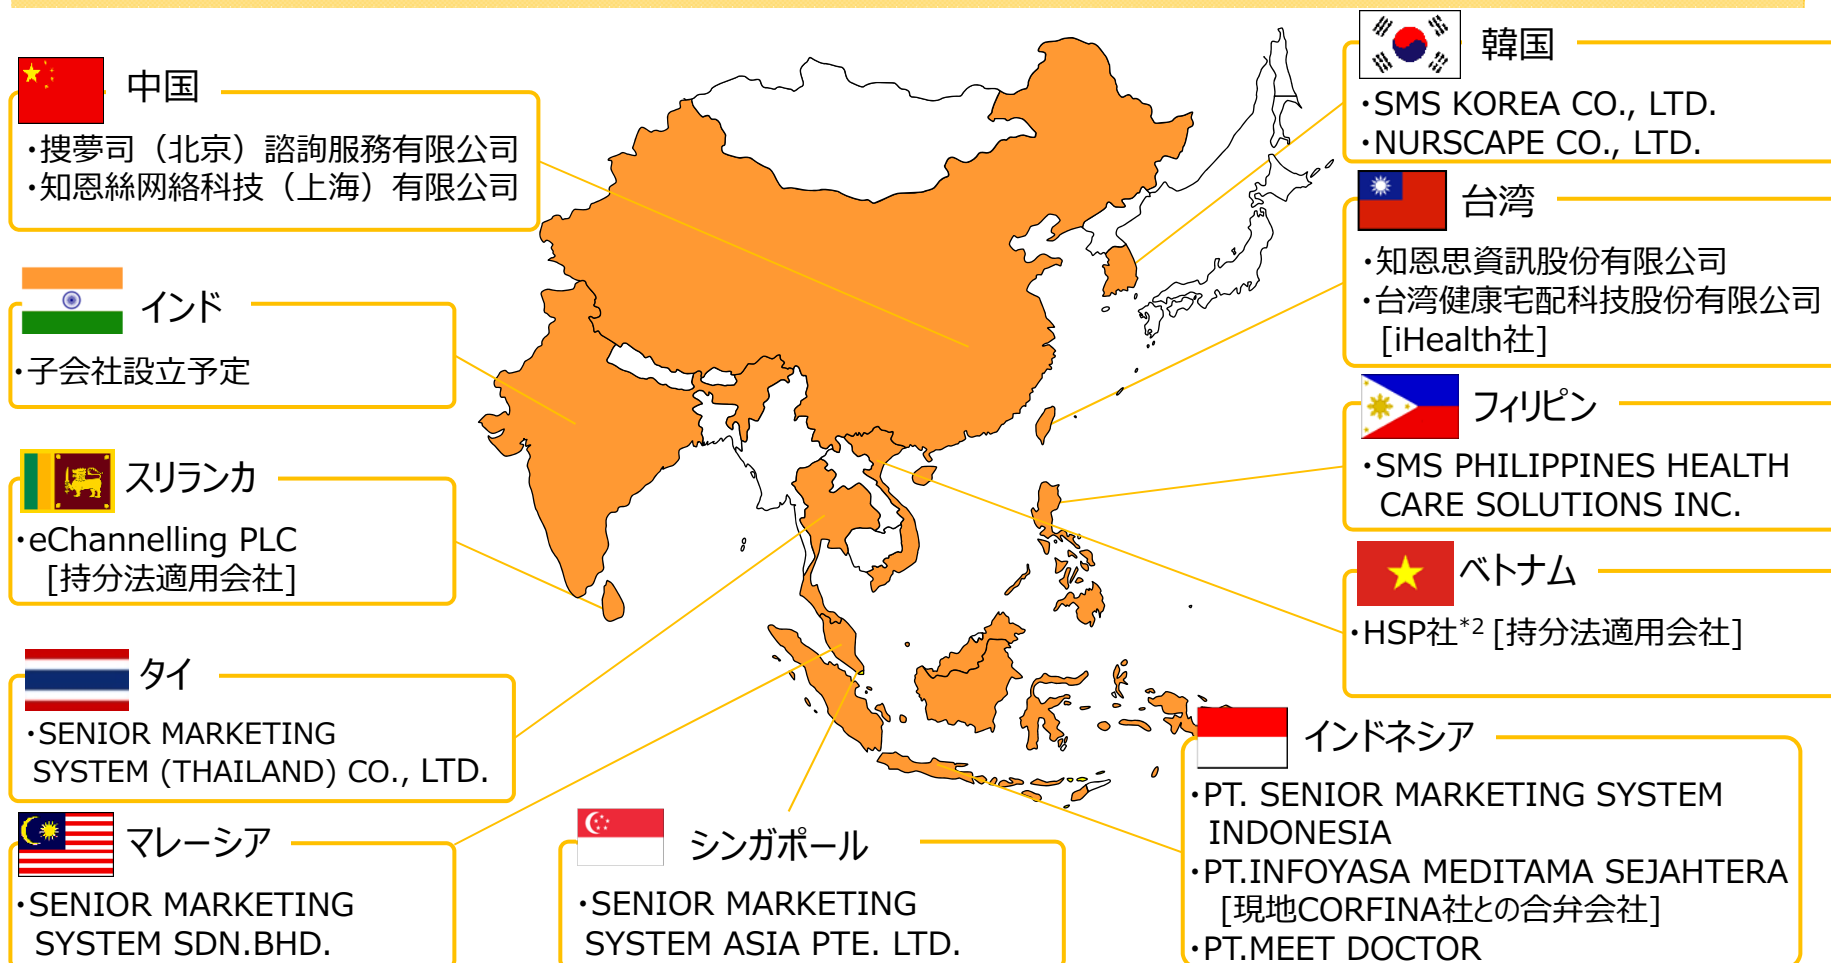 中国
・捜夢司（北京）諮詢服務有限公司
・知恩絲网絡科技（上海）有限公司
インド
・子会社設立予定
スリランカ
・eChannelling PLC
[持分法適用会社]
タイ
・SENIOR MARKETING
SYSTEM (THAILAND) CO., LTD.
マレーシア
・SENIOR MARKETING
SYSTEM SDN.BHD.
シンガポール
・SENIOR MARKETING
SYSTEM ASIA PTE. LTD.
韓国
・SMS KOREA CO., LTD.
・NURSCAPE CO., LTD.
台湾
・知恩思資訊股份有限公司
・台湾健康宅配科技股份有限公司
[iHealth社]
フィリピン
・SMS PHILIPPINES HEALTH
CARE SOLUTIONS INC.
ベトナム
・HSP社*2 [持分法適用会社]
インドネシア
・PT. SENIOR MARKETING SYSTEM
INDONESIA
・PT.INFOYASA MEDITAMA SEJAHTERA
[現地CORFINA社との合弁会社]
・PT.MEET DOCTOR